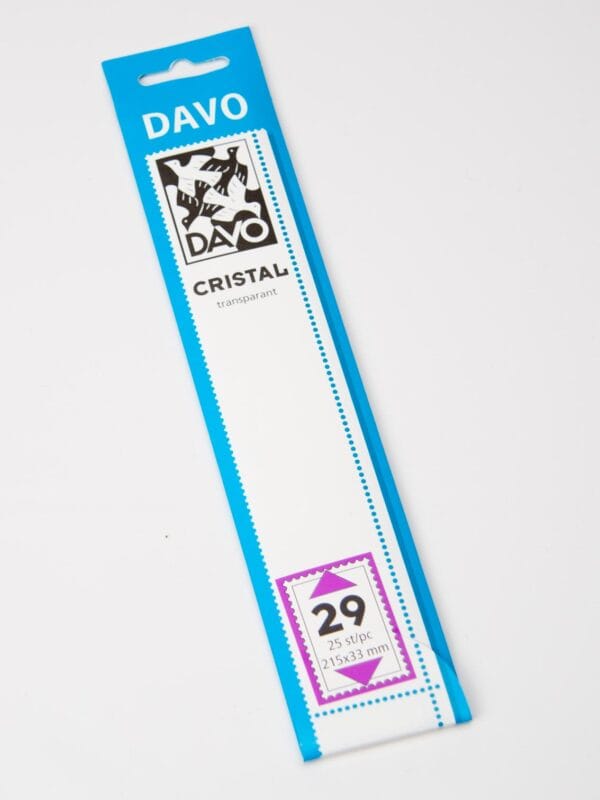 DAVO
DAVO
CRISTAL
transparant
29
25 st/pc
215x33 mm